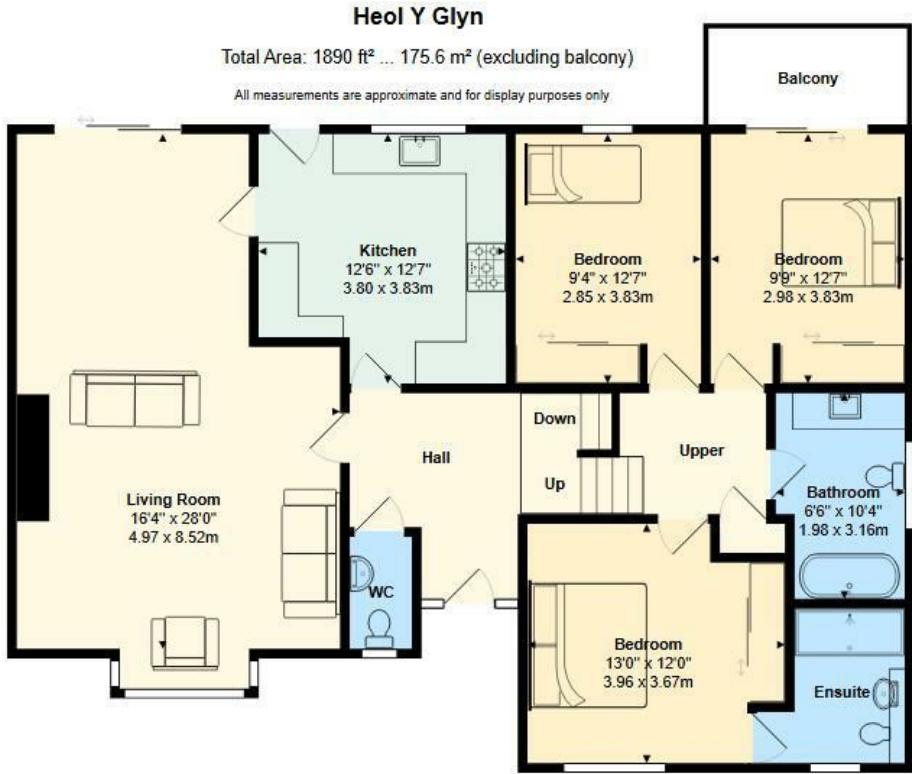 Heol Y Glyn
Total Area: 1890 ft² ... 175.6 m² (excluding balcony)
All measurements are approximate and for display purposes only
Balcony
Kitchen
12'6" x 12'7"
3.80 x 3.83m
Bedroom
9'4" x 12'7"
2.85 x 3.83m
Bedroom
9'9" x 12'7"
2.98 x 3.83m
Down
Hall
Up
Upper
Living Room
16'4" x 28'0"
4.97 x 8.52m
Bathroom
6'6" x 10'4"
1.98 x 3.16m
WC
Bedroom
13'0" x 12'0"
3.96 x 3.67m
Ensuite